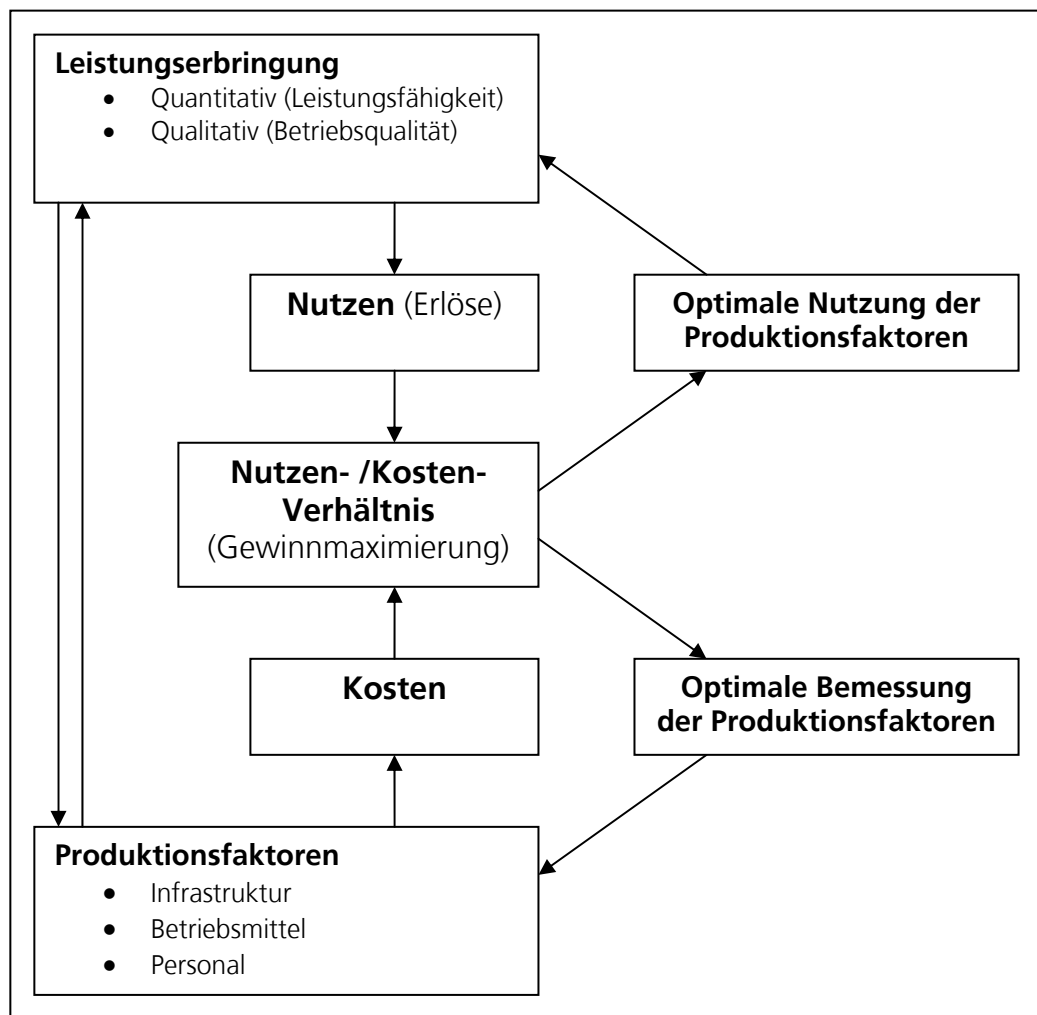 Leistungserbringung
• Quantitativ (Leistungsfähigkeit)
• Qualitativ (Betriebsqualität)
Nutzen (Erlöse)
Optimale Nutzung der
Produktionsfaktoren
Nutzen- /Kosten-
Verhältnis
(Gewinnmaximierung)
Kosten
Optimale Bemessung
der Produktionsfaktoren
Produktionsfaktoren
• Infrastruktur
• Betriebsmittel
• Personal